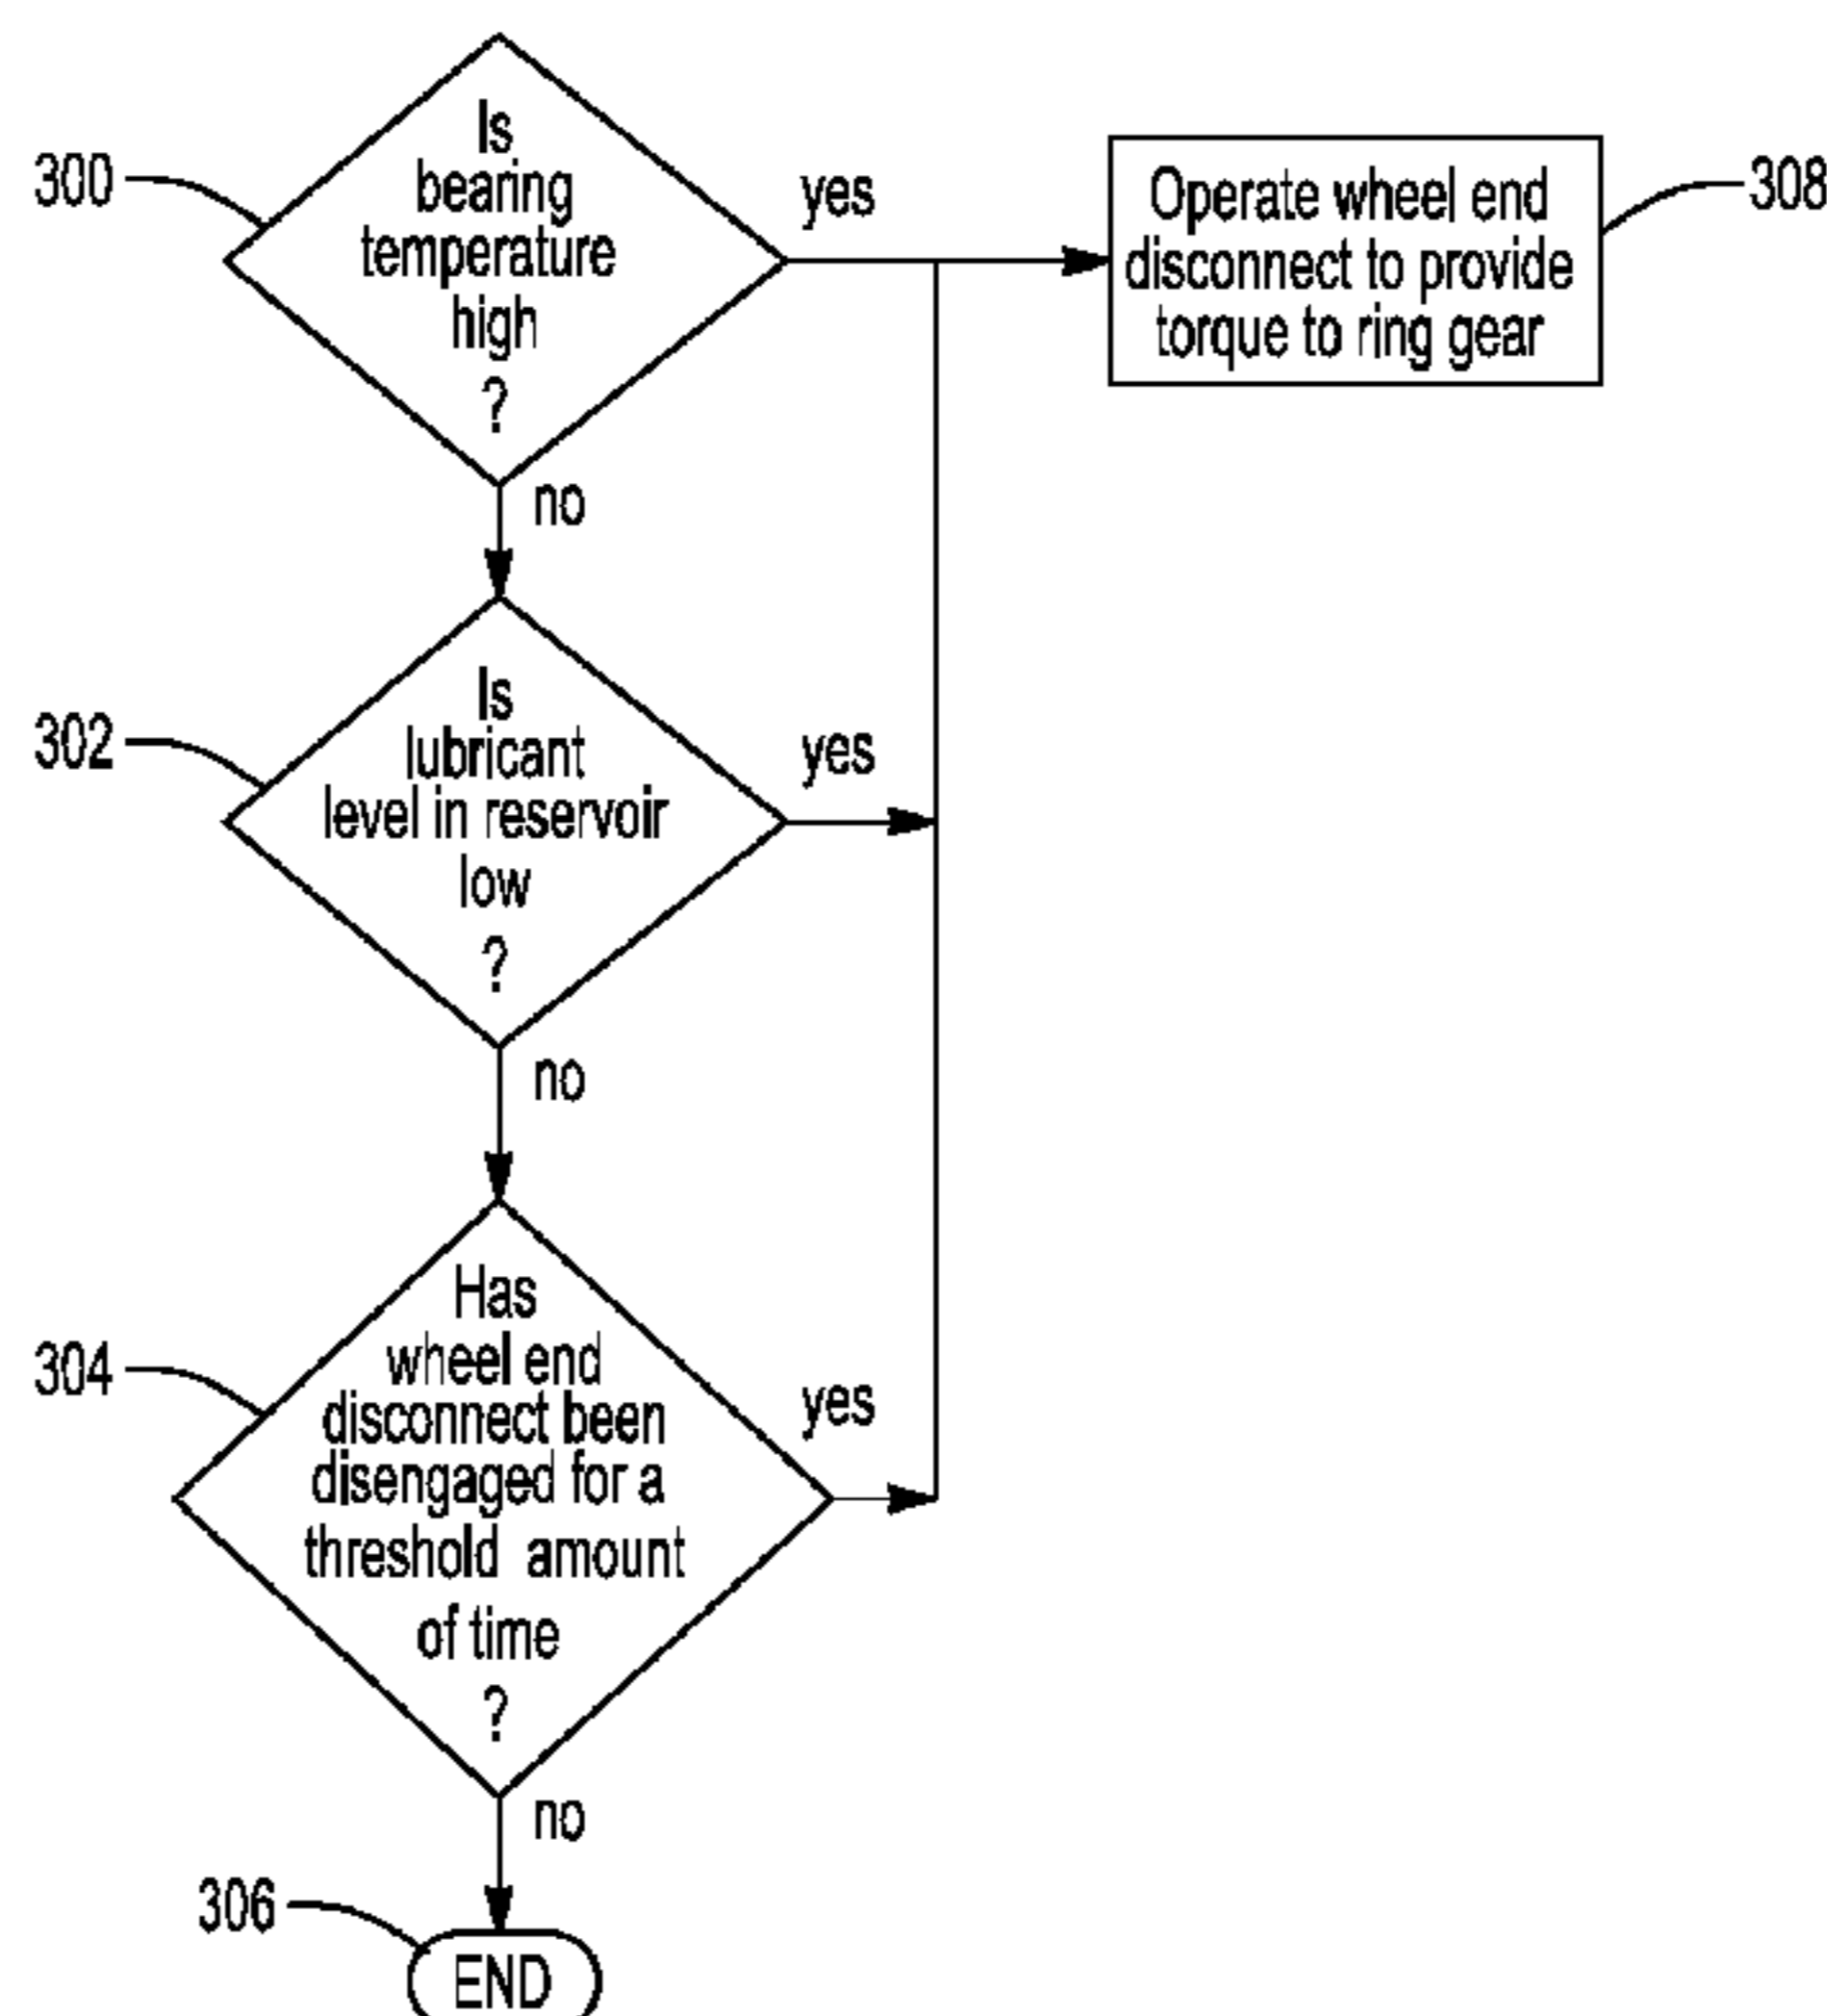 300
Is
bearing
temperature
high
?
yes
no
Operate wheel end
disconnect to provide
torque to ring gear
308
302
Is
lubricant
level in reservoir
low
?
yes
no
304
Has
wheel end
disconnect been
disengaged for a
threshold amount
of time
?
yes
no
306
END